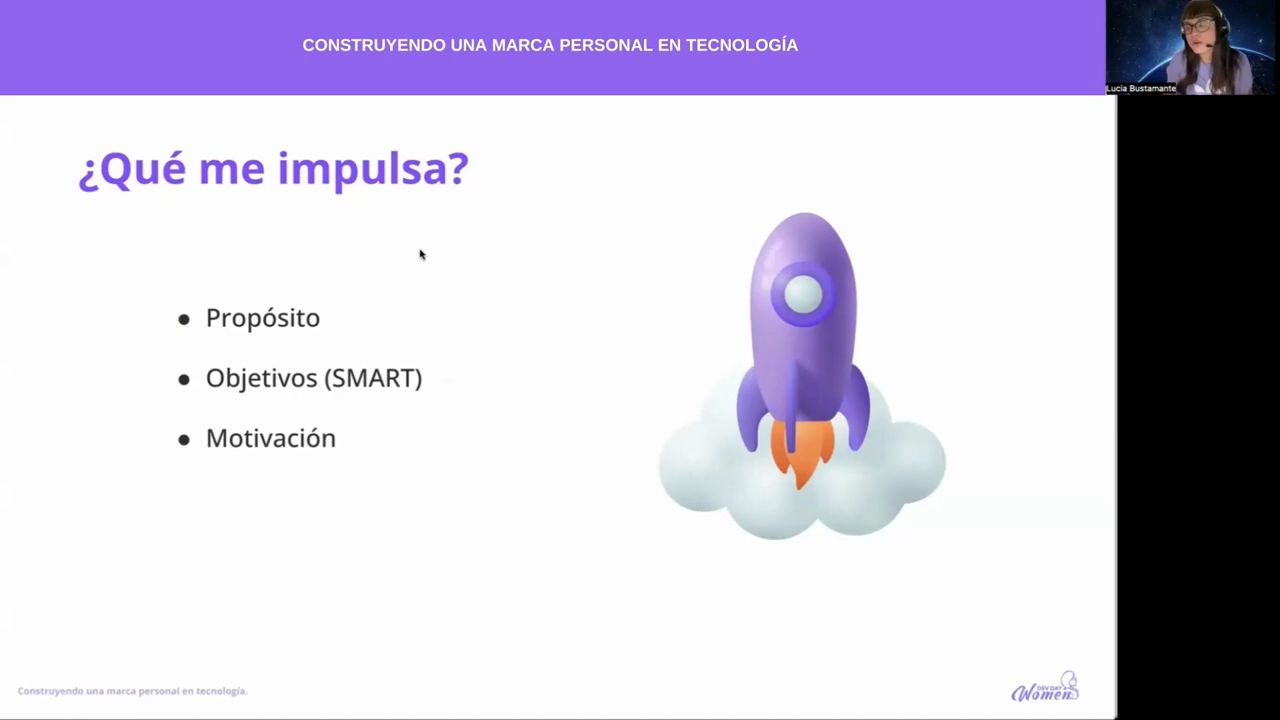 CONSTRUYENDO UNA MARCA PERSONAL EN TECNOLOGÍA
Lucia Bustamante
¿Qué me impulsa?
● Propósito
● Objetivos (SMART)
● Motivación
Construyendo una marca personal en tecnología.
DEV DAY 4
Women